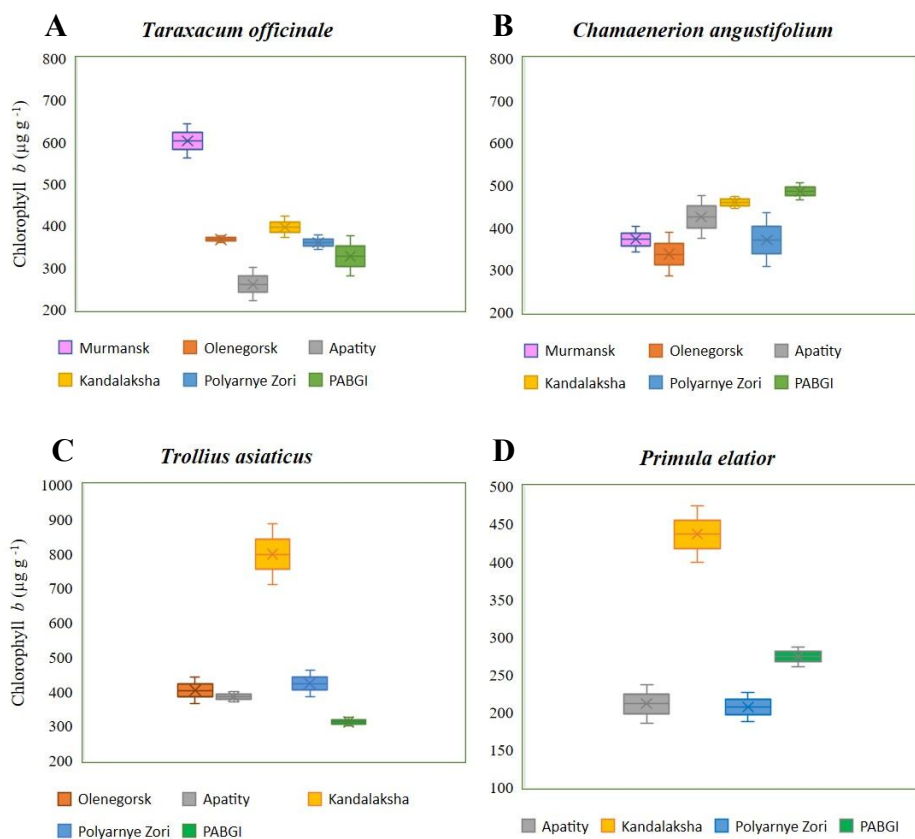 A
Taraxacum officinale
Chlorophyll b (µg g -1)
800
700
600
500
400
300
200
Murmansk Olenegorsk Apatity
Kandalaksha Polyarnye Zori PABGI
B
Chamaenerion angustifolium
800
700
600
500
400
300
200
Murmansk Olenegorsk Apatity
Kandalaksha Polyarnye Zori PABGI
C
Trollius asiaticus
Chlorophyll b (µg g -1)
1000
900
800
700
600
500
400
300
200
Olenegorsk Apatity Kandalaksha
Polyarnye Zori PABGI
D
Primula elatior
500
450
400
350
300
250
200
150
100
Apatity Kandalaksha Polyarnye Zori PABGI